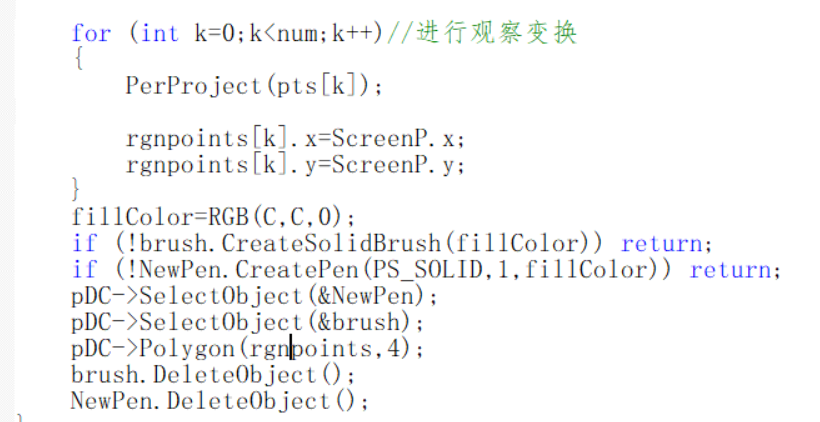 for (int k=0;k<num;k++)//进行观察变换
{
PerProject(pts[k]);
rgnpoints[k].x=ScreenP.x;
rgnpoints[k].y=ScreenP.y;
}
fillColor=RGB(C,C,0);
if (!brush.CreateSolidBrush(fillColor)) return;
if (!NewPen.CreatePen(PS_SOLID,1,fillColor)) return;
pDC->SelectObject(&NewPen);
pDC->SelectObject(&brush);
pDC->Polygon(rgnpoints,4);
brush.DeleteObject();
NewPen.DeleteObject();
}